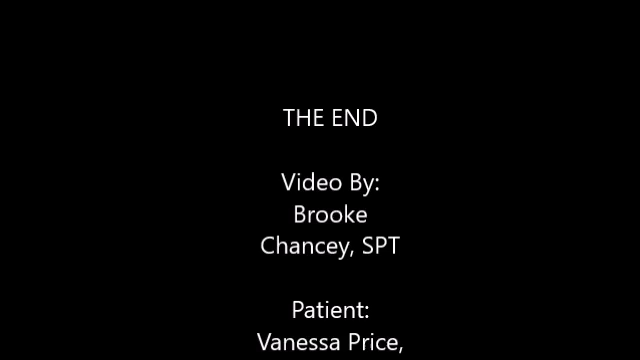 THE END
Video By:
Brooke
Chancey, SPT
Patient:
Vanessa Price,